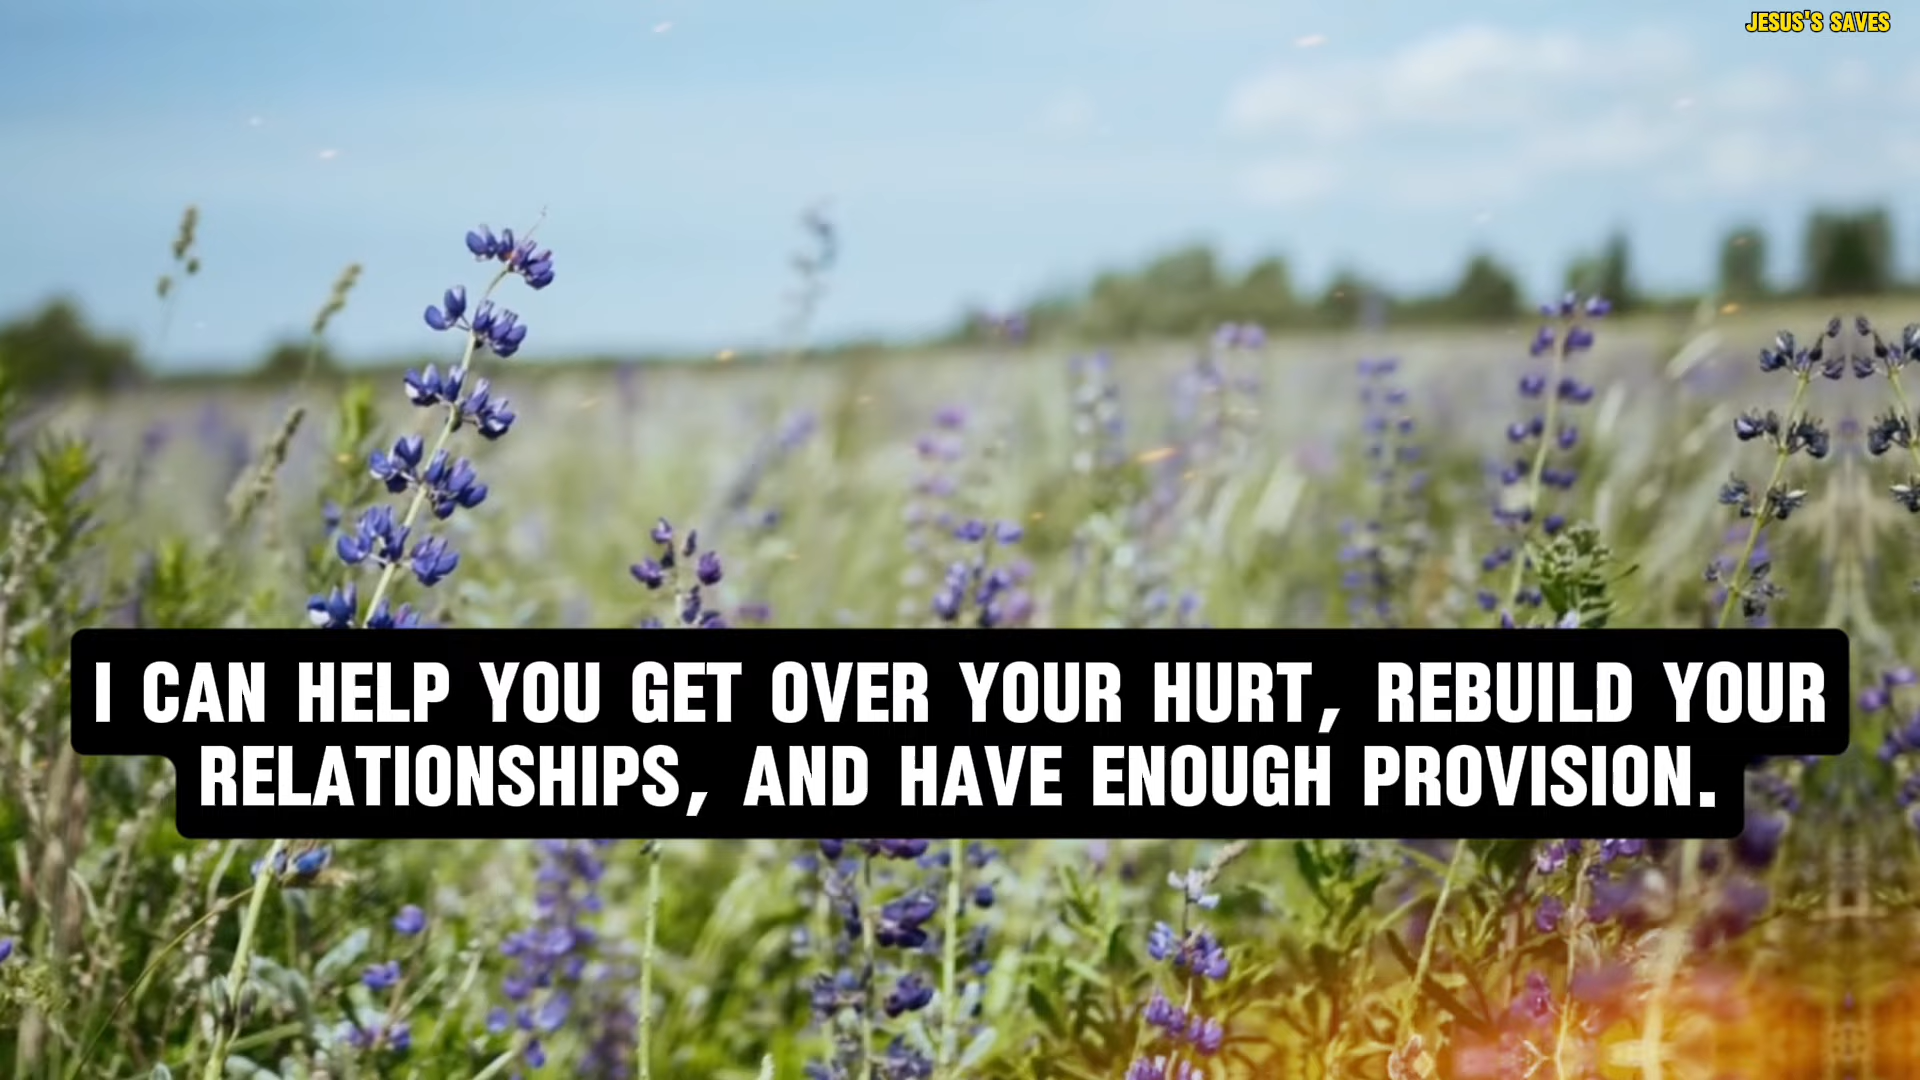 JESUS'S SAVES
I CAN HELP YOU GET OVER YOUR HURT, REBUILD YOUR
RELATIONSHIPS, AND HAVE ENOUGH PROVISION.